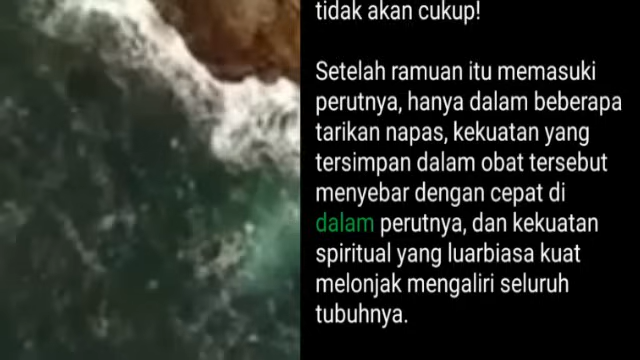 tidak akan cukup!
Setelah ramuan itu memasuki
perutnya, hanya dalam beberapa
tarikan napas, kekuatan yang
tersimpan dalam obat tersebut
menyebar dengan cepat di
dalam perutnya, dan kekuatan
spiritual yang luarbiasa kuat
melonjak mengaliri seluruh
tubuhnya.